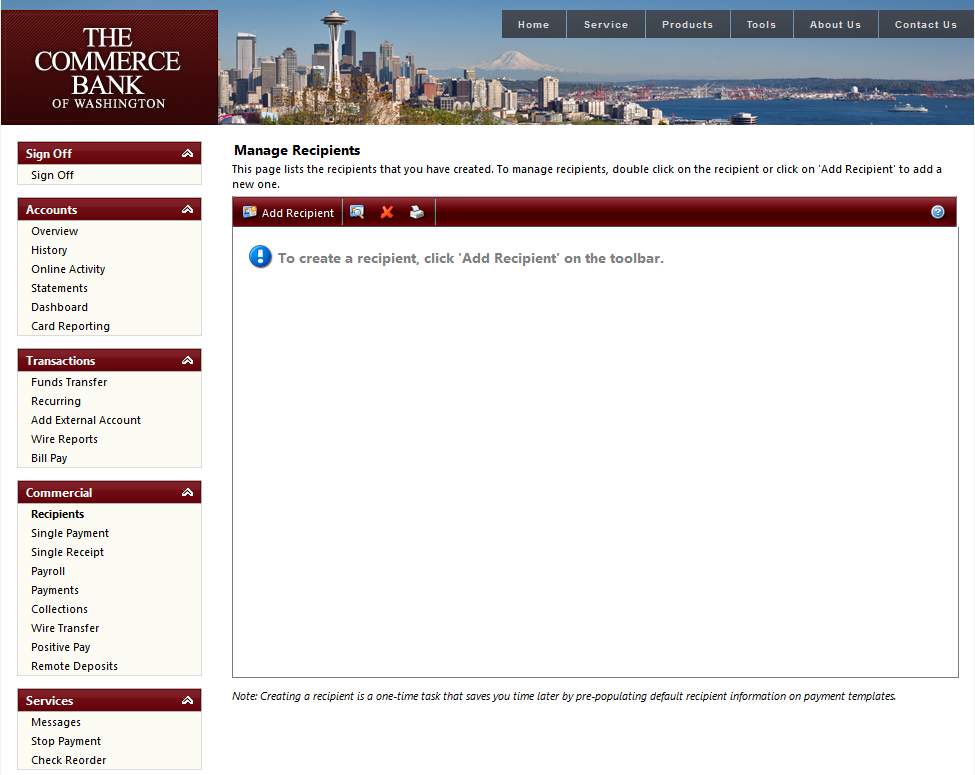 THE
COMMERCE
BANK
OF WASHINGTON
Home Service Products Tools About Us Contact Us
Sign Off
Sign Off
Accounts
Overview
History
Online Activity
Statements
Dashboard
Card Reporting
Transactions
Funds Transfer
Recurring
Add External Account
Wire Reports
Bill Pay
Commercial
Recipients
Single Payment
Single Receipt
Payroll
Payments
Collections
Wire Transfer
Positive Pay
Remote Deposits
Services
Messages
Stop Payment
Check Reorder
Manage Recipients
This page lists the recipients that you have created. To manage recipients, double click on the recipient or click on 'Add Recipient' to add a
new one.
Add Recipient
To create a recipient, click 'Add Recipient' on the toolbar.
Note: Creating a recipient is a one-time task that saves you time later by pre-populating default recipient information on payment templates.